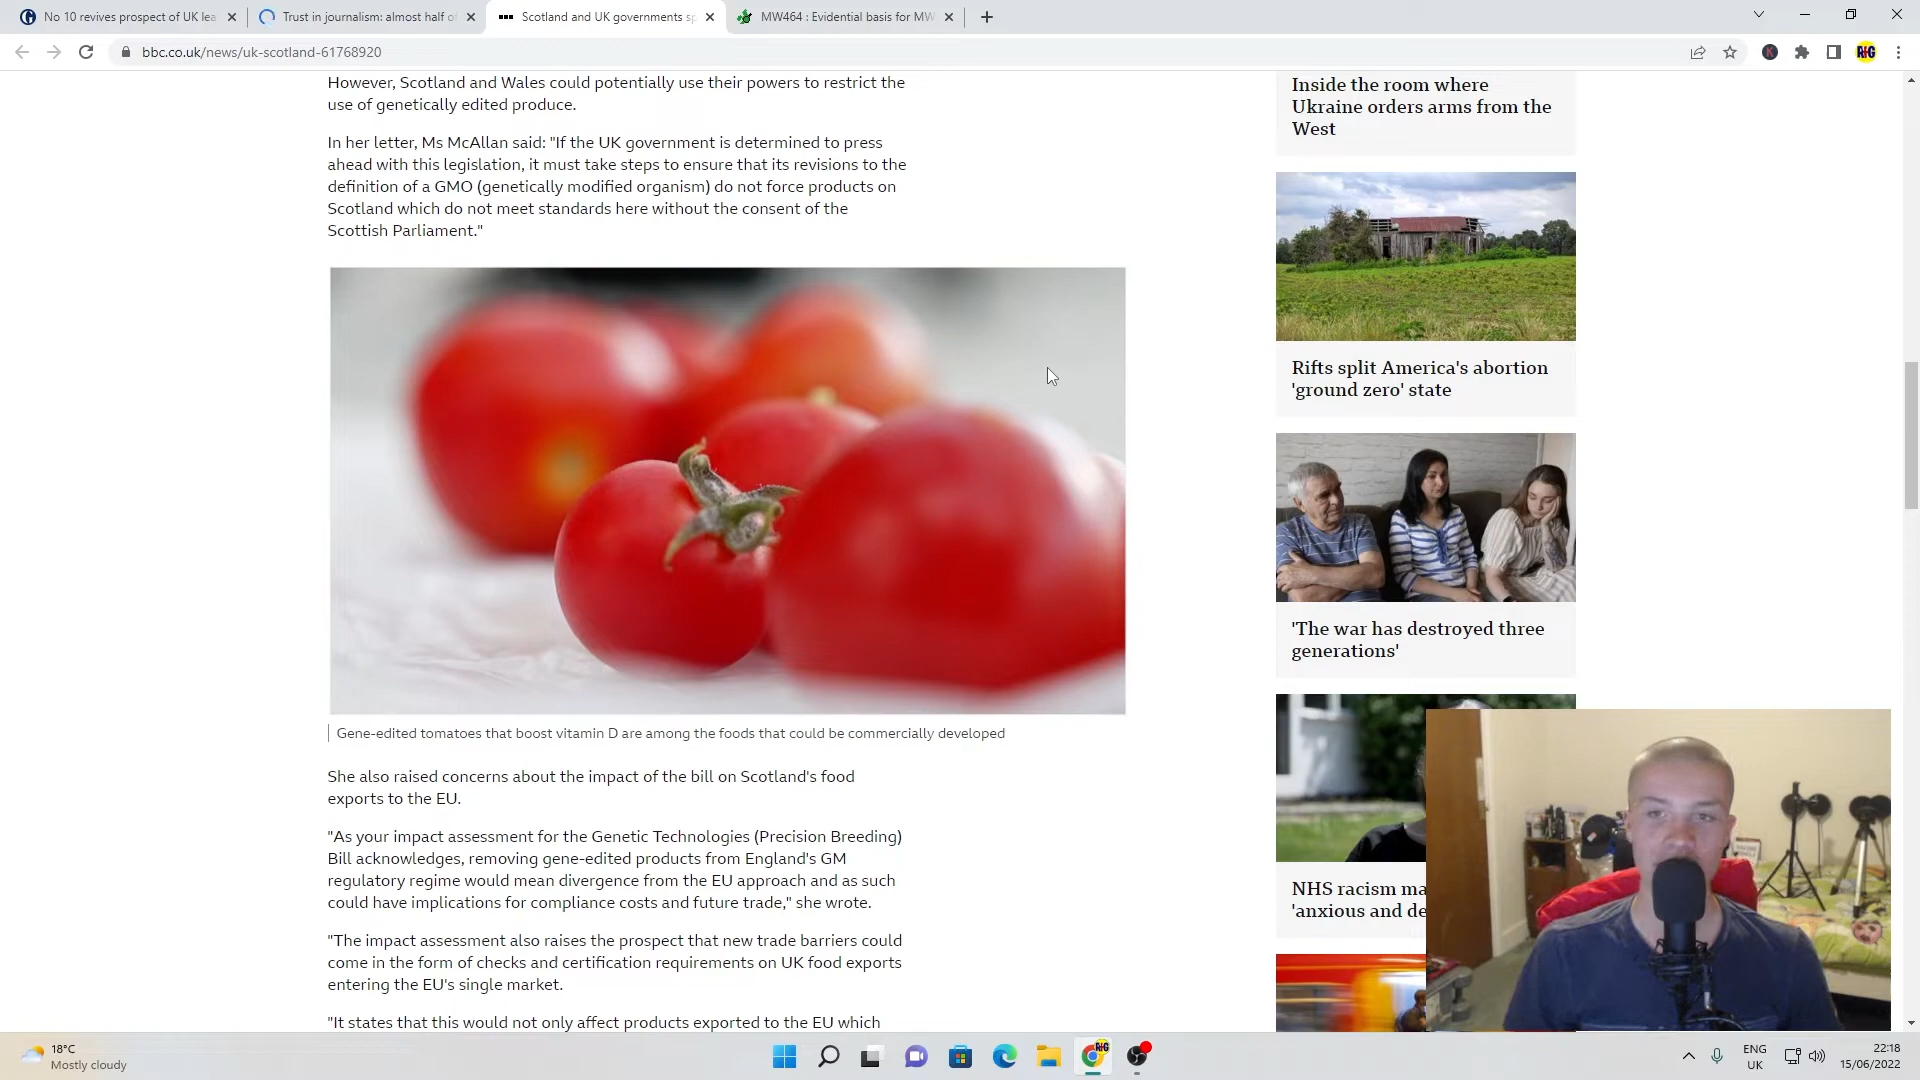 No 10 revives prospect of UK lea
Trust in journalism: almost half of
Scotland and UK governments sp
MW464 : Evidential basis for MW
bbc.co.uk/news/uk-scotland-61768920
K
RIG
However, Scotland and Wales could potentially use their powers to restrict the
use of genetically edited produce.
In her letter, Ms McAllan said: "If the UK government is determined to press
ahead with this legislation, it must take steps to ensure that its revisions to the
definition of a GMO (genetically modified organism) do not force products on
Scotland which do not meet standards here without the consent of the
Scottish Parliament."
Gene-edited tomatoes that boost vitamin D are among the foods that could be commercially developed
She also raised concerns about the impact of the bill on Scotland's food
exports to the EU.
"As your impact assessment for the Genetic Technologies (Precision Breeding)
Bill acknowledges, removing gene-edited products from England's GM
regulatory regime would mean divergence from the EU approach and as such
could have implications for compliance costs and future trade," she wrote.
"The impact assessment also raises the prospect that new trade barriers could
come in the form of checks and certification requirements on UK food exports
entering the EU's single market.
"It states that this would not only affect products exported to the EU which
Inside the room where
Ukraine orders arms from the
West
Rifts split America's abortion
'ground zero' state
'The war has destroyed three
generations'
NHS racism ma
'anxious and de
18°C
Mostly cloudy
RIG
ENG
UK
22:18
15/06/2022